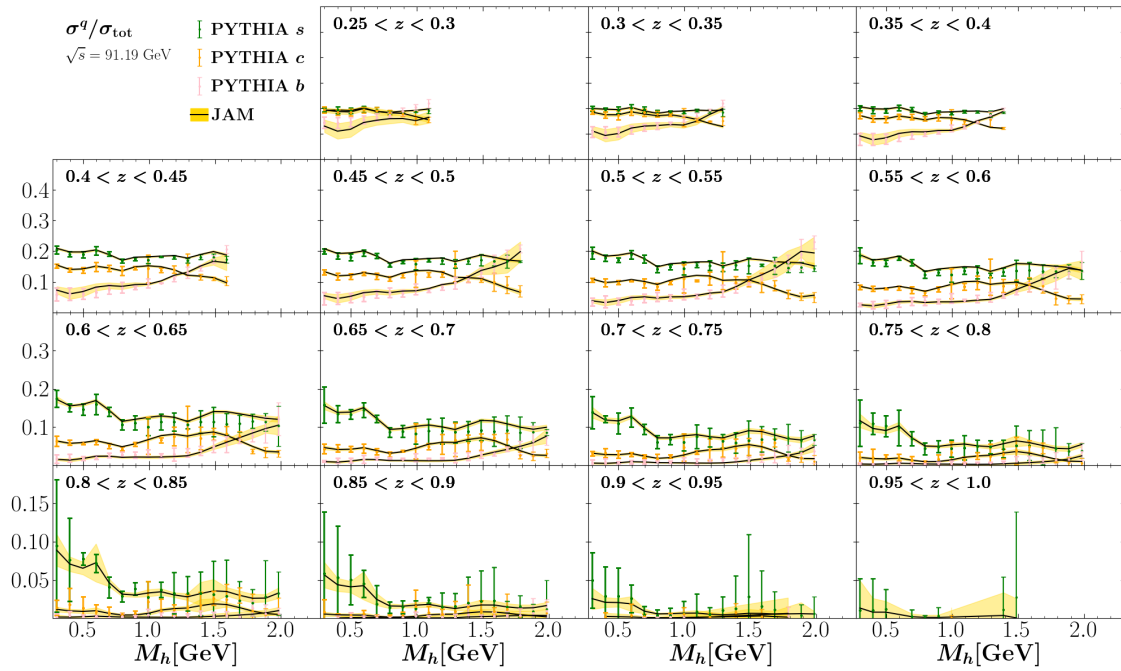 σ^q/σ_tot
√s = 91.19 GeV
PYTHIA s
PYTHIA c
PYTHIA b
JAM
0.25 < z < 0.3
0.3 < z < 0.35
0.35 < z < 0.4
0.4 < z < 0.45
0.45 < z < 0.5
0.5 < z < 0.55
0.55 < z < 0.6
0.4
0.3
0.2
0.1
0.6 < z < 0.65
0.65 < z < 0.7
0.7 < z < 0.75
0.75 < z < 0.8
0.3
0.2
0.1
0.8 < z < 0.85
0.85 < z < 0.9
0.9 < z < 0.95
0.95 < z < 1.0
0.15
0.10
0.05
0.5 1.0 1.5 2.0 0.5 1.0 1.5 2.0 0.5 1.0 1.5 2.0 0.5 1.0 1.5 2.0
M_h[GeV] M_h[GeV] M_h[GeV] M_h[GeV]